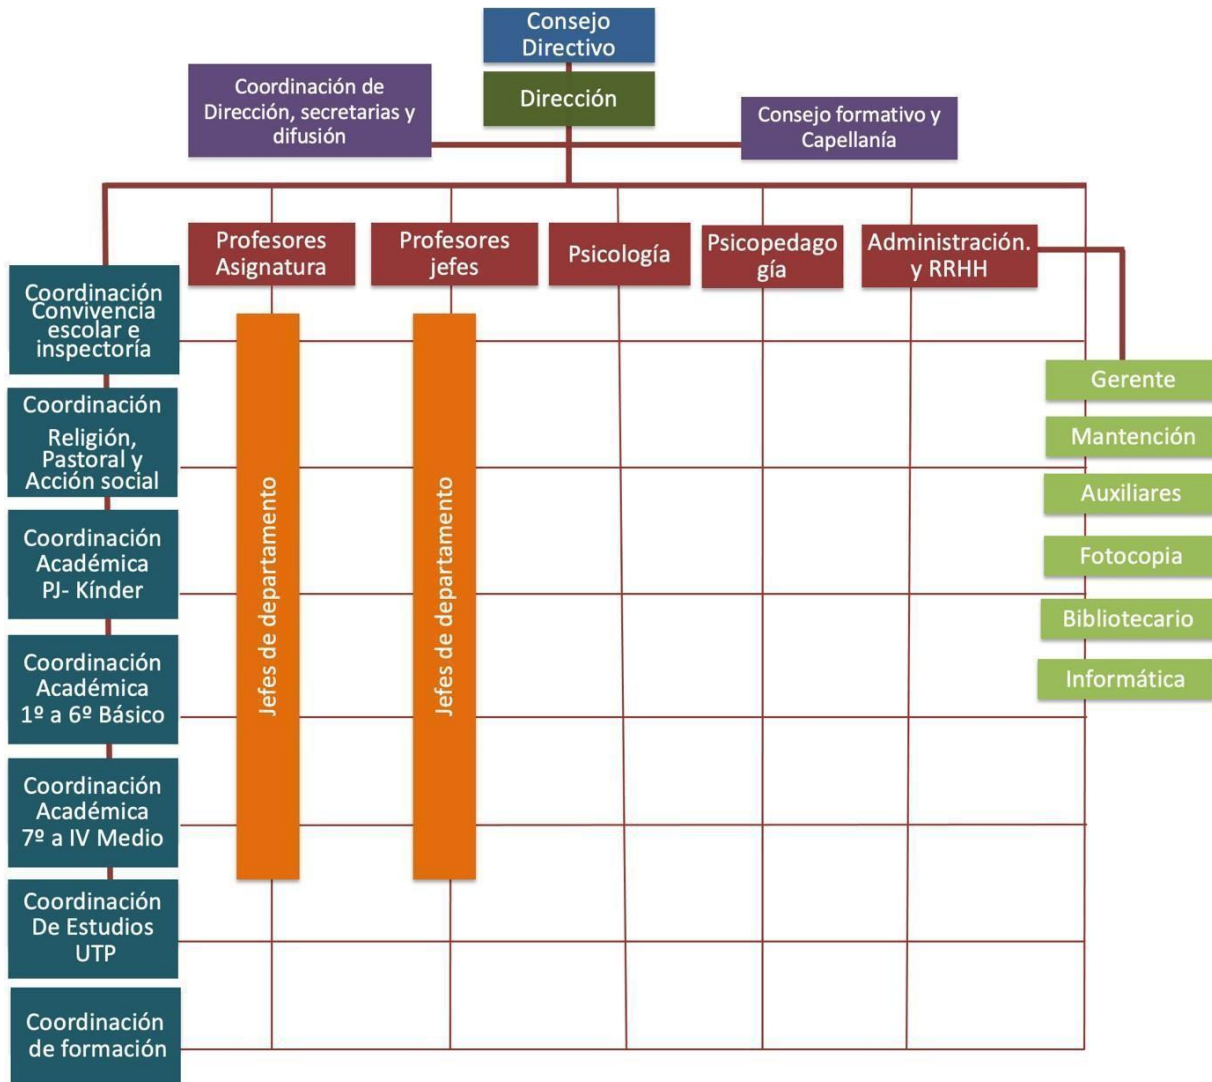 Consejo
Directivo
Dirección
Coordinación de
Dirección, secretarias y
difusión
Consejo formativo y
Capellanía
Profesores
Asignatura
Profesores
jefes
Psicología
Psicopedago
gía
Administración.
y RRHH
Coordinación
Convivencia
escolar e
inspectoría
Coordinación
Religión,
Pastoral y
Acción social
Coordinación
Académica
PJ- Kínder
Coordinación
Académica
1º a 6º Básico
Coordinación
Académica
7º a IV Medio
Coordinación
De Estudios
UTP
Coordinación
de formación
Jefes de departamento
Jefes de departamento
Gerente
Mantención
Auxiliares
Fotocopia
Bibliotecario
Informática